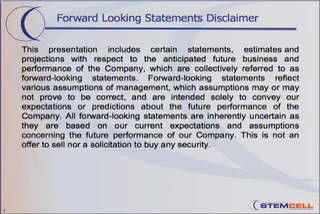 Forward Looking Statements Disclaimer
This presentation includes certain statements, estimates and
projections with respect to the anticipated future business and
performance of the Company, which are collectively referred to as
forward-looking statements. Forward-looking statements reflect
various assumptions of management, which assumptions may or may
not prove to be correct, and are intended solely to convey our
expectations or predictions about the future performance of the
Company. All forward-looking statements are inherently uncertain as
they are based on our current expectations and assumptions
concerning the future performance of our Company. This is not an
offer to sell nor a solicitation to buy any security.
STEMCELL